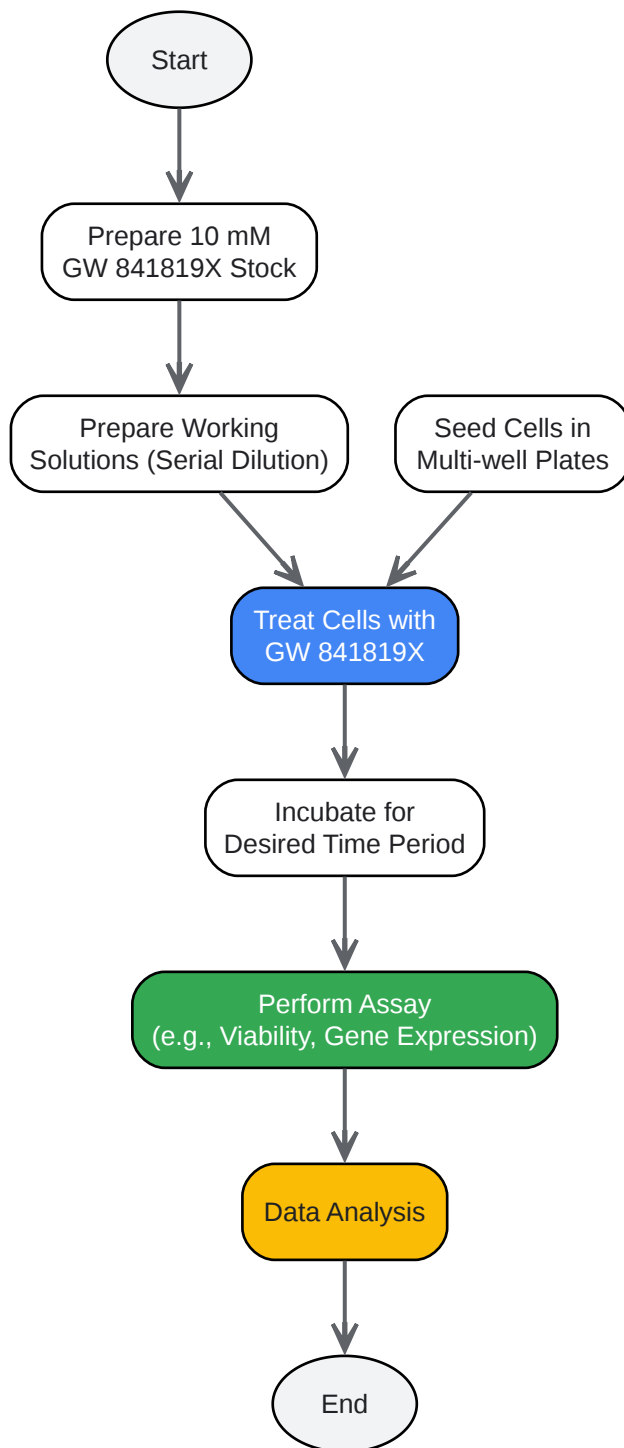 Start
Prepare 10 mM
GW 841819X Stock
Prepare Working
Solutions (Serial Dilution)
Seed Cells in
Multi-well Plates
Treat Cells with
GW 841819X
Incubate for
Desired Time Period
Perform Assay
(e.g., Viability, Gene Expression)
Data Analysis
End